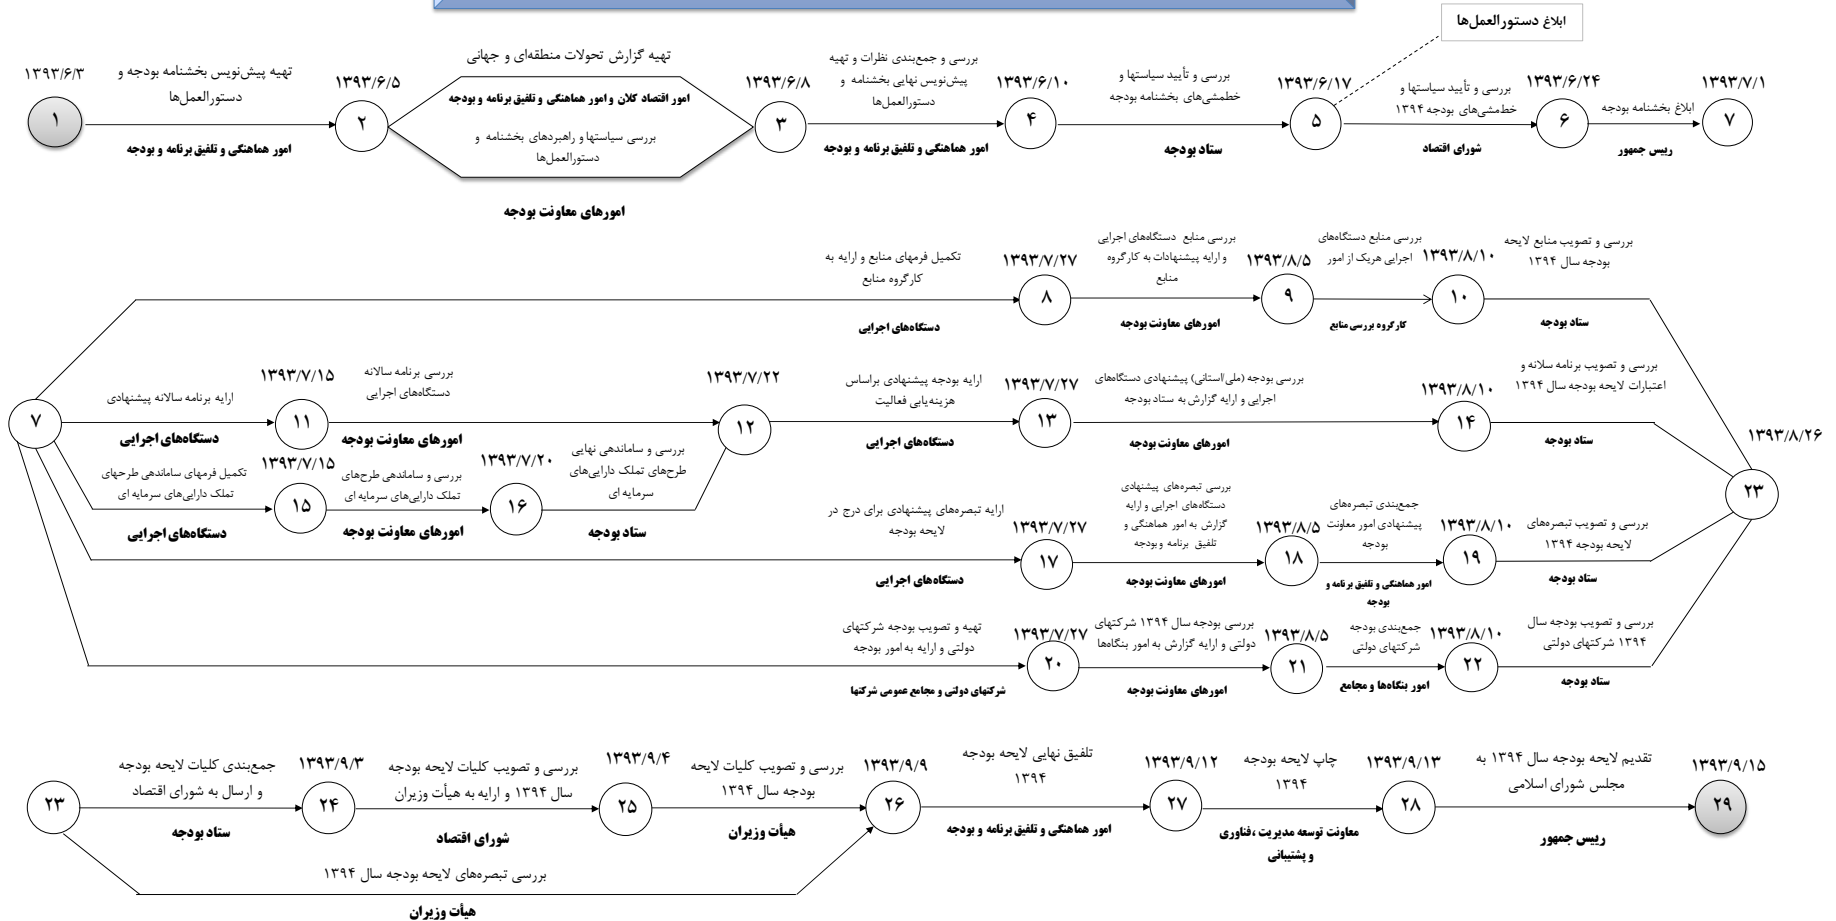 ابلاغ دستورالعمل‌ها
۱۳۹۳/۶/۳
۱
تهیه پیش‌نویس بخشنامه بودجه و
دستورالعمل‌ها
امور هماهنگی و تلفیق برنامه و بودجه
۱۳۹۳/۶/۵
۲
تهیه گزارش تحولات منطقه‌ای و جهانی
امور اقتصاد کلان و امور هماهنگی و تلفیق برنامه و بودجه
بررسی سیاستها و راهبردهای بخشنامه و
دستورالعمل‌ها
امورهای معاونت بودجه
۱۳۹۳/۶/۸
۳
بررسی و جمع‌بندی نظرات و تهیه
پیش‌نویس نهایی بخشنامه و
دستورالعمل‌ها
امور هماهنگی و تلفیق برنامه و بودجه
۱۳۹۳/۶/۱۰
۴
بررسی و تأیید سیاستها و
خطمشی‌های بخشنامه بودجه
ستاد بودجه
۱۳۹۳/۶/۱۷
۵
بررسی و تأیید سیاستها و
خطمشی‌های بودجه ۱۳۹۴
شورای اقتصاد
۱۳۹۳/۶/۲۴
۶
ابلاغ بخشنامه بودجه
رییس جمهور
۱۳۹۳/۷/۱
۷
۷
تکمیل فرمهای منابع و ارایه به
کارگروه منابع
دستگاه‌های اجرایی
۱۳۹۳/۷/۲۷
۸
بررسی منابع دستگاه‌های اجرایی
و ارایه پیشنهادات به کارگروه
منابع
امورهای معاونت بودجه
۱۳۹۳/۸/۵
۹
بررسی منابع دستگاه‌های
اجرایی هریک از امور
کارگروه بررسی منابع
۱۳۹۳/۸/۱۰
۱۰
بررسی و تصویب منابع لایحه
بودجه سال ۱۳۹۴
ستاد بودجه
ارایه برنامه سالانه پیشنهادی
دستگاه‌های اجرایی
۱۳۹۳/۷/۱۵
۱۱
بررسی برنامه سالانه
دستگاه‌های اجرایی
امورهای معاونت بودجه
۱۳۹۳/۷/۲۲
۱۲
ارایه بودجه پیشنهادی براساس
هزینه‌یابی فعالیت
دستگاه‌های اجرایی
۱۳۹۳/۷/۲۷
۱۳
بررسی بودجه (ملی/استانی) پیشنهادی دستگاه‌های
اجرایی و ارایه گزارش به ستاد بودجه
امورهای معاونت بودجه
۱۳۹۳/۸/۱۰
۱۴
بررسی و تصویب برنامه سلانه و
اعتبارات لایحه بودجه سال ۱۳۹۴
ستاد بودجه
تکمیل فرمهای ساماندهی طرحهای
تملک دارایی‌های سرمایه ای
دستگاه‌های اجرایی
۱۳۹۳/۷/۱۵
۱۵
بررسی و ساماندهی طرح‌های
تملک دارایی‌های سرمایه ای
امورهای معاونت بودجه
۱۳۹۳/۷/۲۰
۱۶
بررسی و ساماندهی نهایی
طرح‌های تملک دارایی‌های
سرمایه ای
ستاد بودجه
ارایه تبصره‌های پیشنهادی برای درج در
لایحه بودجه
دستگاه‌های اجرایی
۱۳۹۳/۷/۲۷
۱۷
بررسی تبصره‌های پیشنهادی
دستگاه‌های اجرایی و ارایه
گزارش به امور هماهنگی و
تلفیق برنامه و بودجه
امورهای معاونت بودجه
۱۳۹۳/۸/۵
۱۸
جمع‌بندی تبصره‌های
پیشنهادی امور معاونت
بودجه
امور هماهنگی و تلفیق برنامه و
بودجه
۱۳۹۳/۸/۱۰
۱۹
بررسی و تصویب تبصره‌های
لایحه بودجه ۱۳۹۴
ستاد بودجه
تهیه و تصویب بودجه شرکتهای
دولتی و ارایه به امور بودجه
شرکتهای دولتی و مجامع عمومی شرکتها
۱۳۹۳/۷/۲۷
۲۰
بررسی بودجه سال ۱۳۹۴ شرکتهای
دولتی و ارایه گزارش به امور بنگاه‌ها
امورهای معاونت بودجه
۱۳۹۳/۸/۵
۲۱
جمع‌بندی بودجه
شرکتهای دولتی
امور بنگاه‌ها و مجامع
۱۳۹۳/۸/۱۰
۲۲
بررسی و تصویب بودجه سال
۱۳۹۴ شرکتهای دولتی
ستاد بودجه
۱۳۹۳/۸/۲۶
۲۳
۲۳
جمع‌بندی کلیات لایحه بودجه
و ارسال به شورای اقتصاد
ستاد بودجه
۱۳۹۳/۹/۳
۲۴
بررسی و تصویب کلیات لایحه بودجه
سال ۱۳۹۴ و ارایه به هیأت وزیران
شورای اقتصاد
۱۳۹۳/۹/۴
۲۵
بررسی و تصویب کلیات لایحه
بودجه سال ۱۳۹۴
هیأت وزیران
بررسی تبصره‌های لایحه بودجه سال ۱۳۹۴
هیأت وزیران
۱۳۹۳/۹/۹
۲۶
تلفیق نهایی لایحه بودجه
۱۳۹۴
امور هماهنگی و تلفیق برنامه و بودجه
۱۳۹۳/۹/۱۲
۲۷
چاپ لایحه بودجه
۱۳۹۴
معاونت توسعه مدیریت ،فناوری
و پشتیبانی
۱۳۹۳/۹/۱۳
۲۸
تقدیم لایحه بودجه سال ۱۳۹۴ به
مجلس شورای اسلامی
رییس جمهور
۱۳۹۳/۹/۱۵
۲۹